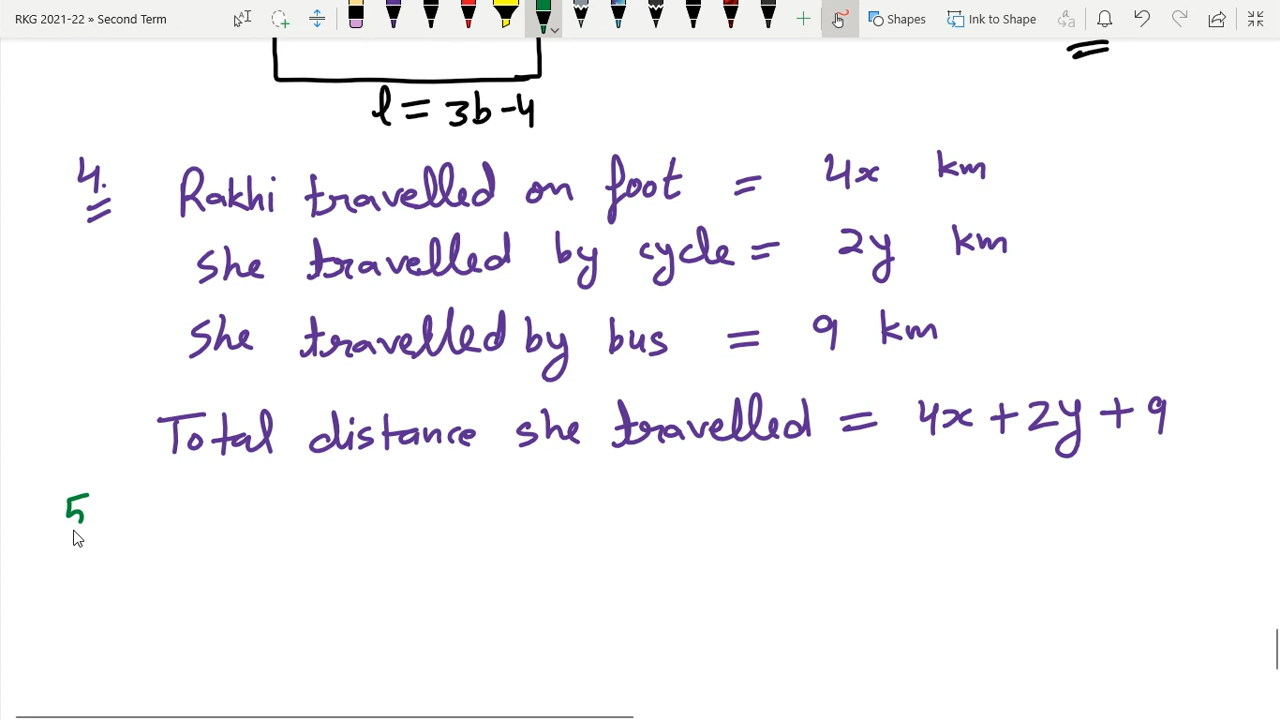 RKG 2021-22 » Second Term
Shapes
Ink to Shape
l = 3b-4
4. Rakhi travelled on foot = 4x km
She travelled by cycle = 2y km
She travelled by bus = 9 km
Total distance she travelled = 4x + 2y + 9
5